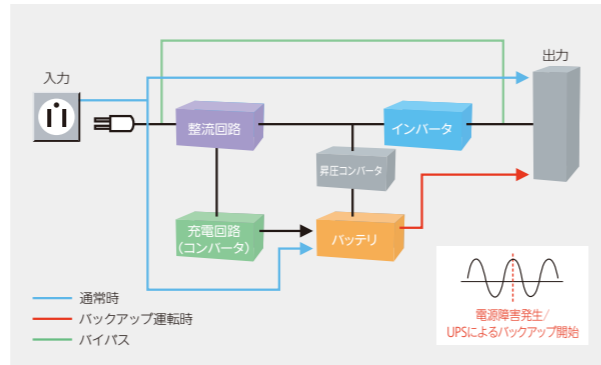 入力
出力
整流回路
インバータ
昇圧コンバータ
充電回路
(コンバータ)
バッテリ
通常時
バックアップ運転時
バイパス
電源障害発生/
UPSによるバックアップ開始